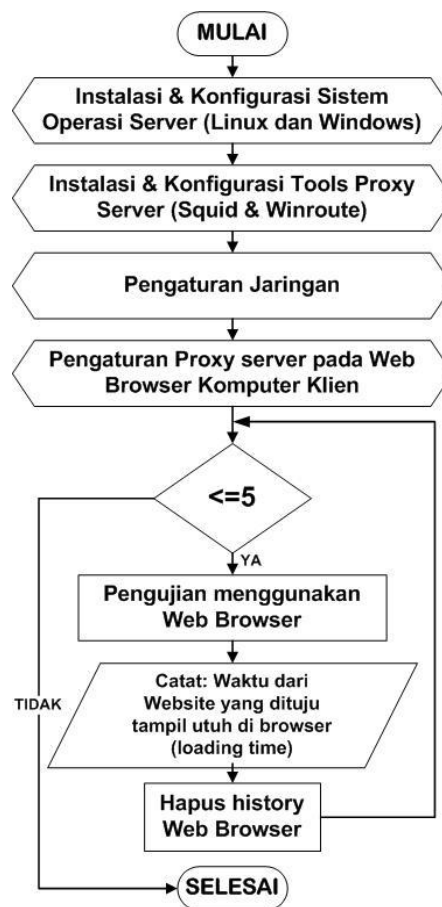 MULAI
Instalasi & Konfigurasi Sistem
Operasi Server (Linux dan Windows)
Instalasi & Konfigurasi Tools Proxy
Server (Squid & Winroute)
Pengaturan Jaringan
Pengaturan Proxy server pada Web
Browser Komputer Klien
<=5
YA
Pengujian menggunakan
Web Browser
Catat: Waktu dari
Website yang dituju
tampil utuh di browser
(loading time)
TIDAK
Hapus history
Web Browser
SELESAI